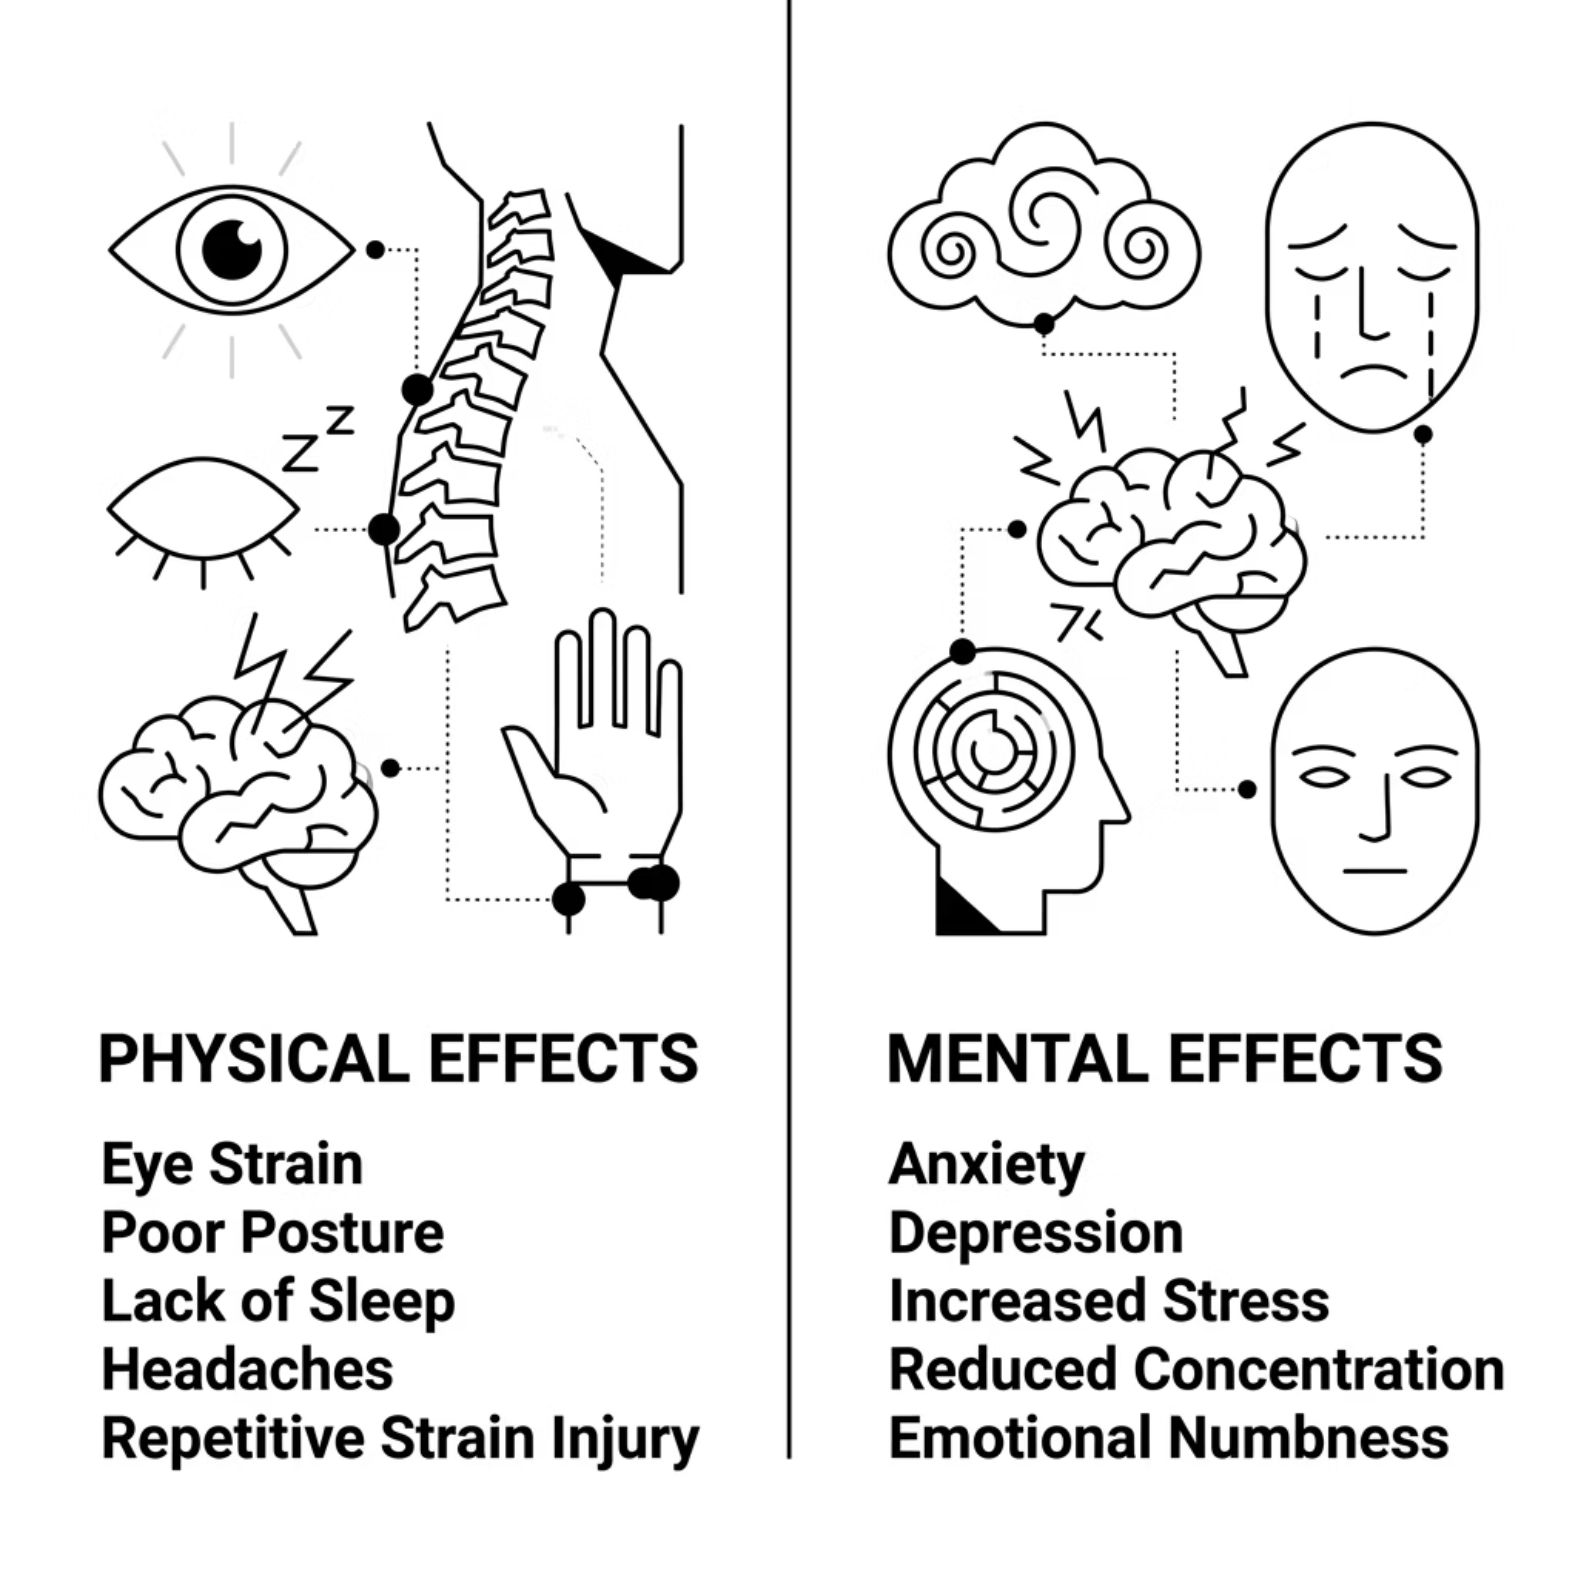 z z
PHYSICAL EFFECTS
Eye Strain
Poor Posture
Lack of Sleep
Headaches
Repetitive Strain Injury
MENTAL EFFECTS
Anxiety
Depression
Increased Stress
Reduced Concentration
Emotional Numbness